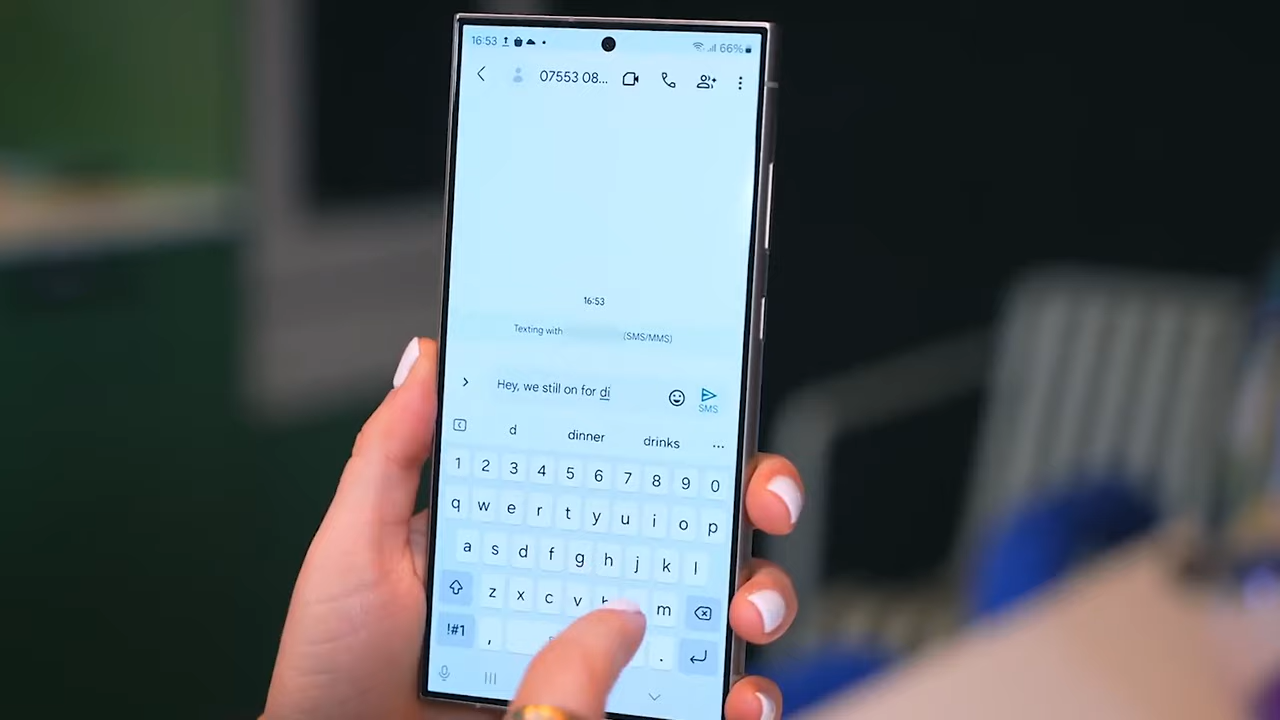 16:53 66%
07553 08...
16:53
Texting with (SMS/MMS)
Hey, we still on for di
SMS
d dinner drinks ...
1 2 3 4 5 6 7 8 9 0
q w e r t y u i o p
a s d f g h j k l
z x c v m
!#1 , .